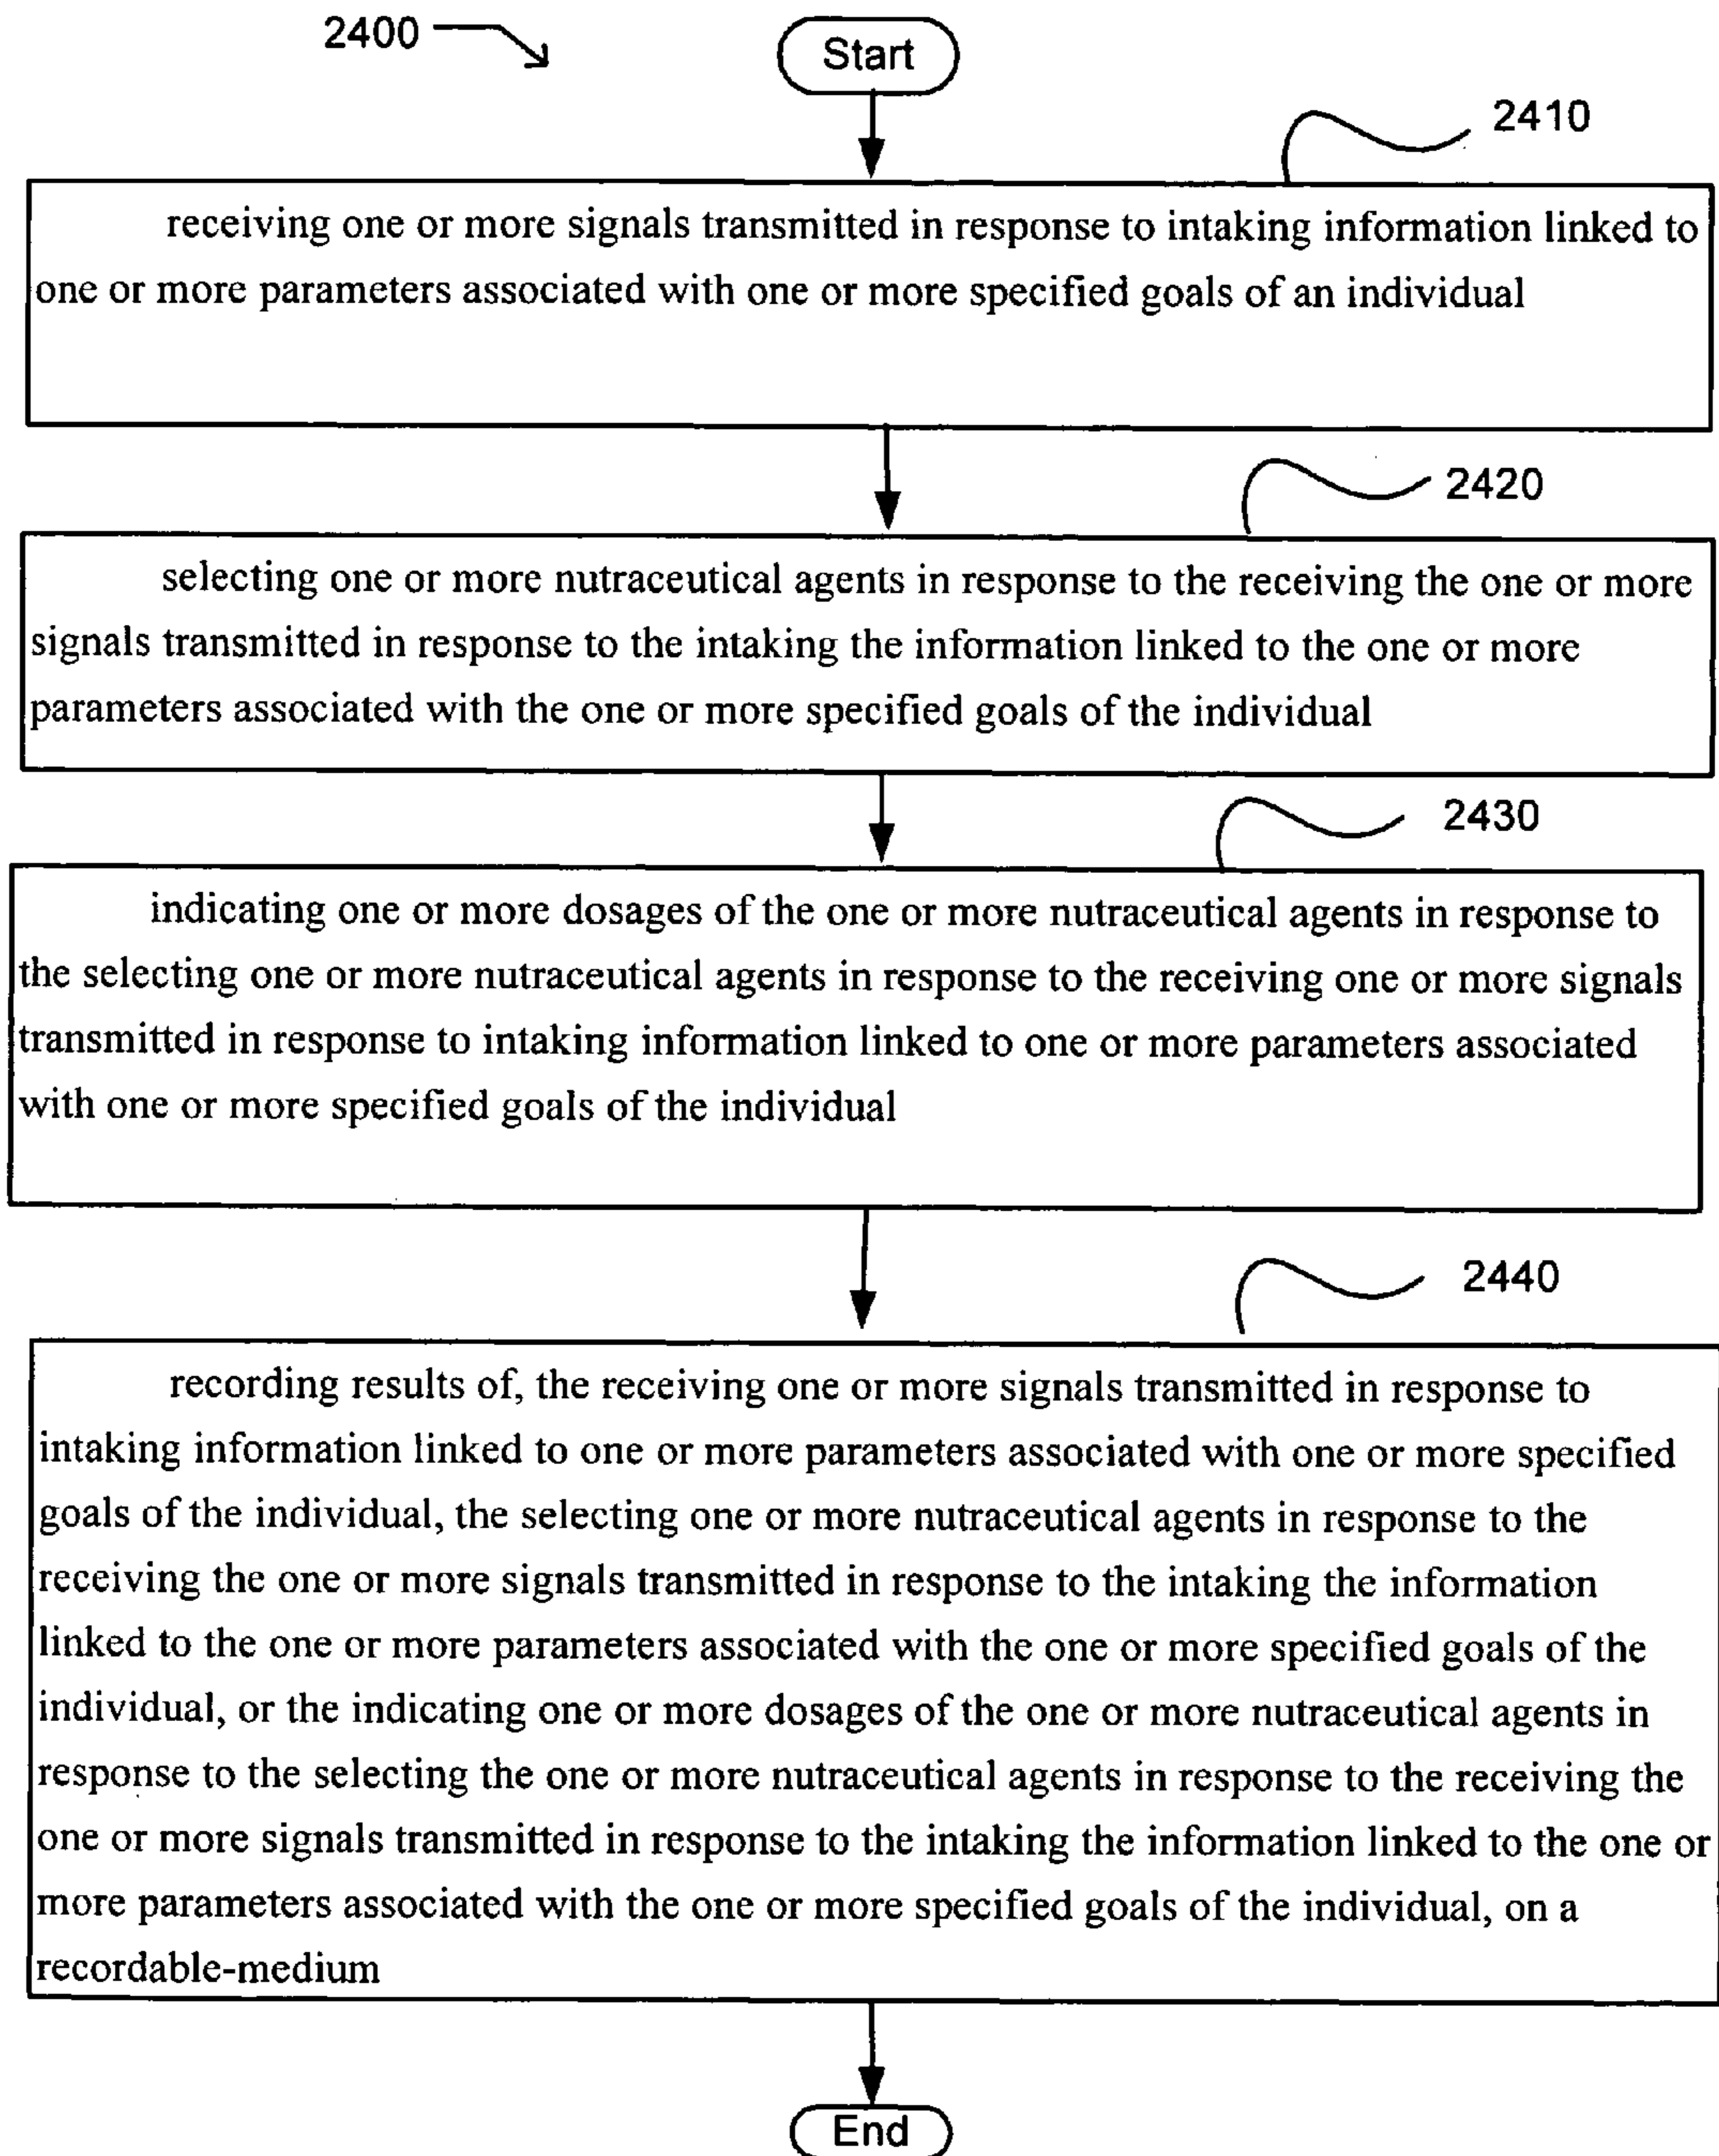 2400
Start
2410
receiving one or more signals transmitted in response to intaking information linked to
one or more parameters associated with one or more specified goals of an individual
2420
selecting one or more nutraceutical agents in response to the receiving the one or more
signals transmitted in response to the intaking the information linked to the one or more
parameters associated with the one or more specified goals of the individual
2430
indicating one or more dosages of the one or more nutraceutical agents in response to
the selecting one or more nutraceutical agents in response to the receiving one or more signals
transmitted in response to intaking information linked to one or more parameters associated
with one or more specified goals of the individual
2440
recording results of, the receiving one or more signals transmitted in response to
intaking information linked to one or more parameters associated with one or more specified
goals of the individual, the selecting one or more nutraceutical agents in response to the
receiving the one or more signals transmitted in response to the intaking the information
linked to the one or more parameters associated with the one or more specified goals of the
individual, or the indicating one or more dosages of the one or more nutraceutical agents in
response to the selecting the one or more nutraceutical agents in response to the receiving the
one or more signals transmitted in response to the intaking the information linked to the one or
more parameters associated with the one or more specified goals of the individual, on a
recordable-medium
End